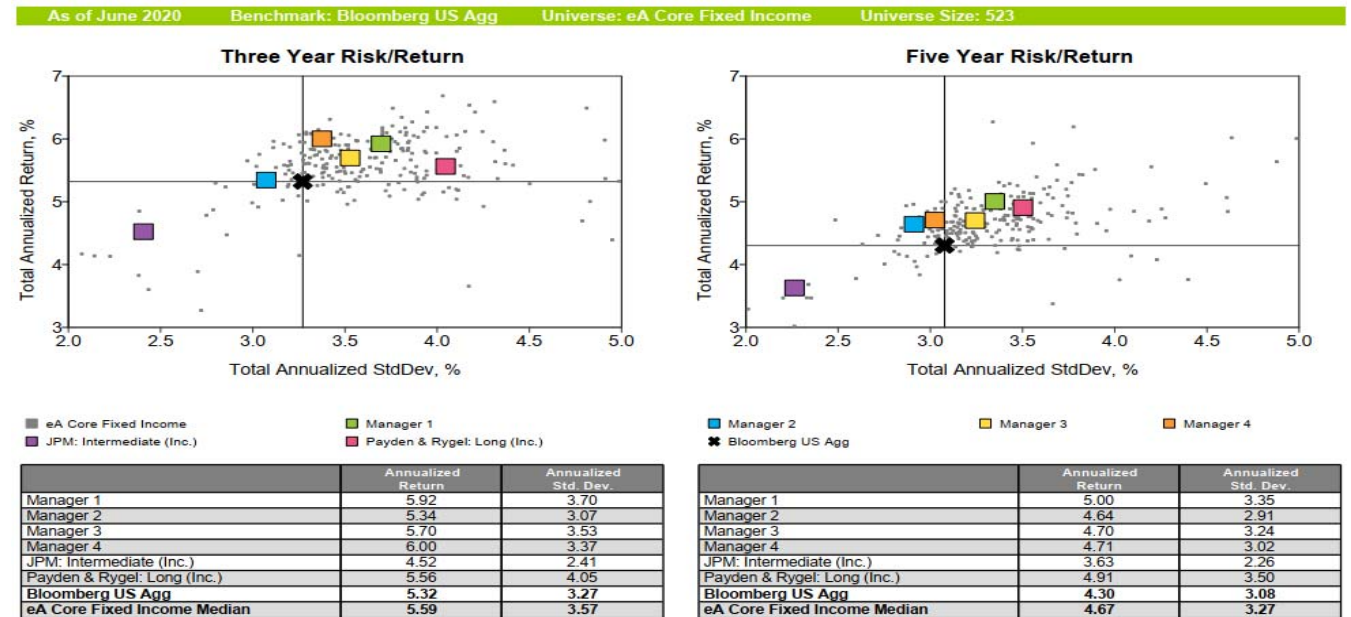 As of June 2020 Benchmark: Bloomberg US Agg Universe: eA Core Fixed Income Universe Size: 523
Three Year Risk/Return
7
6
5
4
3
Total Annualized Return, %
2.0 2.5 3.0 3.5 4.0 4.5 5.0
Total Annualized StdDev, %
Five Year Risk/Return
7
6
5
4
3
Total Annualized Return, %
2.0 2.5 3.0 3.5 4.0 4.5 5.0
Total Annualized StdDev, %
eA Core Fixed Income Manager 1 Manager 2 Manager 3 Manager 4
JPM: Intermediate (Inc.) Payden & Rygel: Long (Inc.) Bloomberg US Agg
Annualized Return Annualized Std. Dev.
Manager 1 5.92 3.70
Manager 2 5.34 3.07
Manager 3 5.70 3.53
Manager 4 6.00 3.37
JPM: Intermediate (Inc.) 4.52 2.41
Payden & Rygel: Long (Inc.) 5.56 4.05
Bloomberg US Agg 5.32 3.27
eA Core Fixed Income Median 5.59 3.57
Annualized Return Annualized Std. Dev.
Manager 1 5.00 3.35
Manager 2 4.64 2.91
Manager 3 4.70 3.24
Manager 4 4.71 3.02
JPM: Intermediate (Inc.) 3.63 2.26
Payden & Rygel: Long (Inc.) 4.91 3.50
Bloomberg US Agg 4.30 3.08
eA Core Fixed Income Median 4.67 3.27